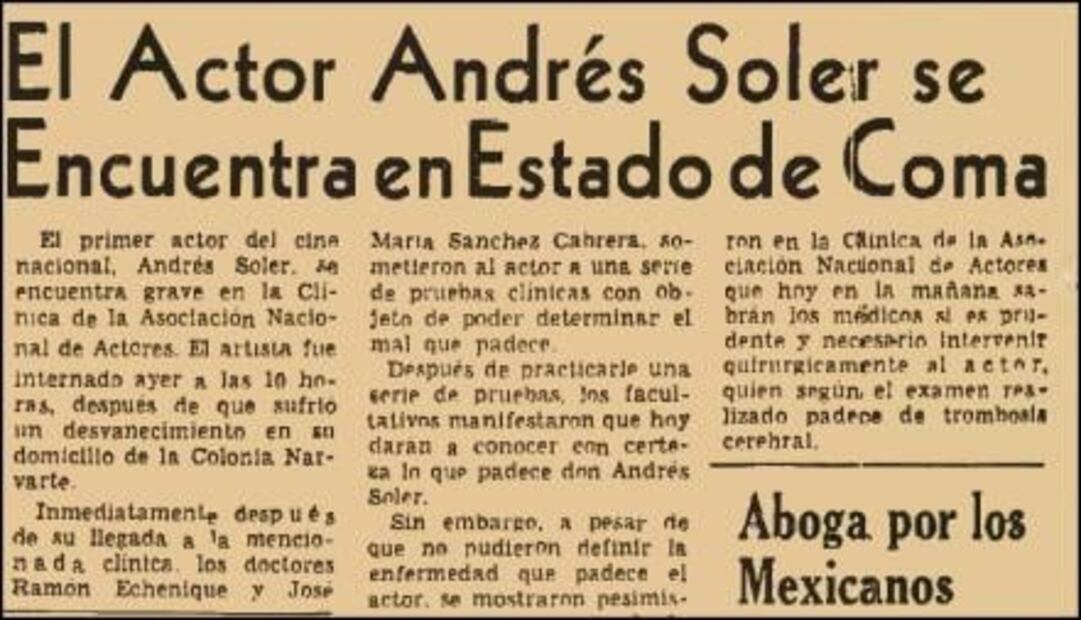 El Actor Andrés Soler se
Encuentra en Estado de Coma
El primer actor del cine
nacional, Andrés Soler, se
encuentra grave en la Clí-
nica de la Asociación Nacio-
nal de Actores. El artista fue
internado ayer a las 10 ho-
ras, después de que sufrió
un desvanecimiento en su
domicilio de la Colonia Nar-
varte.
Inmediatamente después
de su llegada a la mencio-
nada clínica, los doctores
Ramón Echenique y José
María Sánchez Cabrera, so-
metieron al actor a una serie
de pruebas clínicas con ob-
jeto de poder determinar el
mal que padece.
Después de practicarle una
serie de pruebas, los facul-
tativos manifestaron que hoy
darán a conocer con certe-
za lo que padece don Andrés
Soler.
Sin embargo, a pesar de
que no pudieron definir la
enfermedad que padece el
actor, se mostraron pesimis-
ron en la Clínica de la Aso-
ciación Nacional de Actores
que hoy en la mañana sa-
brán los médicos si es pru-
dente y necesario intervenir
quirurgicamente al actor,
quien según, el examen rea-
lizado padece de trombosis
cerebral.
Aboga por los
Mexicanos